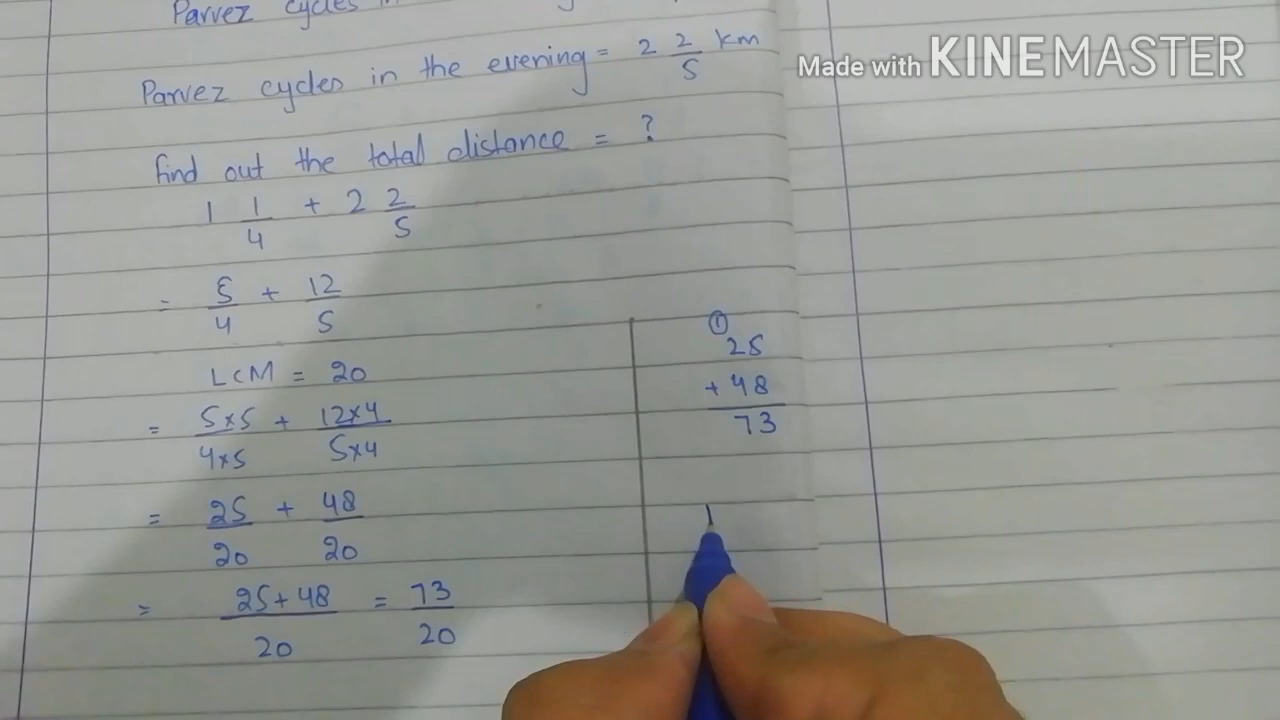 Parvez cycles in
Parvez cycles in the evening = 2 2/5 km
Made with KINEMASTER
find out the total distance = ?
1 1/4 + 2 2/5
= 5/4 + 12/5
LCM = 20
= 5×5/4×5 + 12×4/5×4
= 25/20 + 48/20
= 25+48/20 = 73/20
①
25
+ 48
73